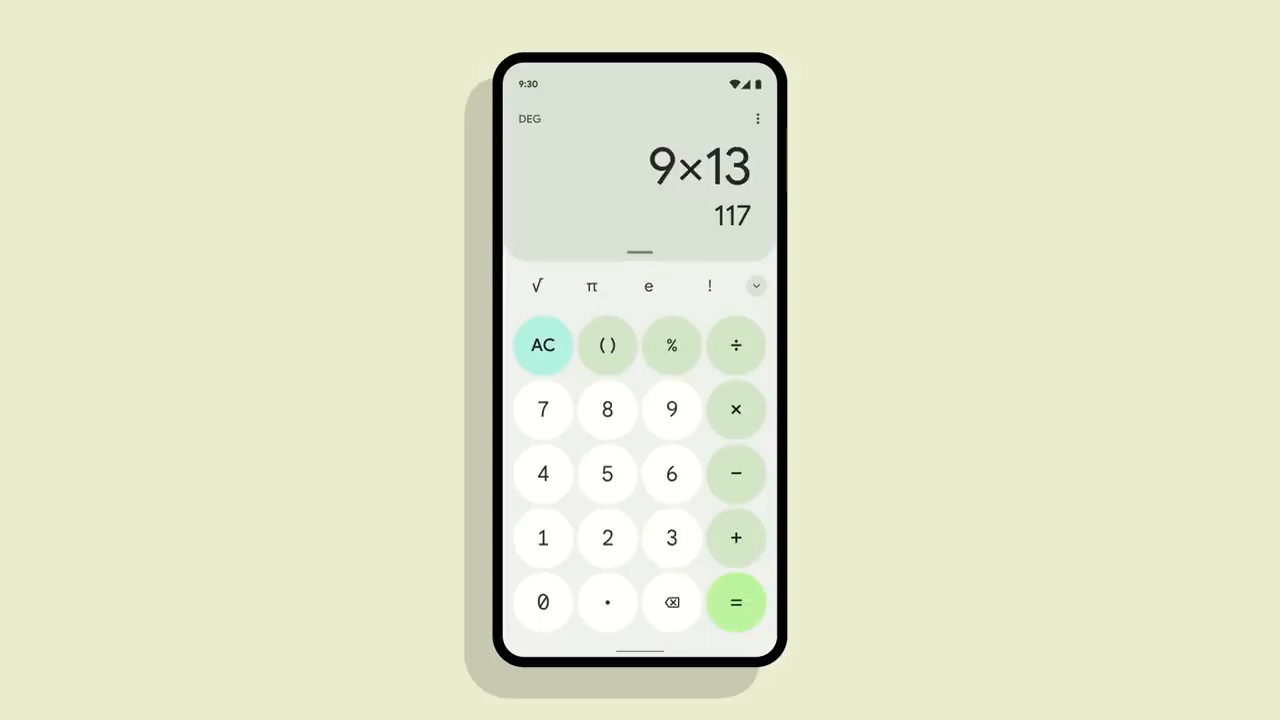 9:30
DEG
9×13
117
√ π e !
AC ( ) % ÷
7 8 9 ×
4 5 6 −
1 2 3 +
0 . =